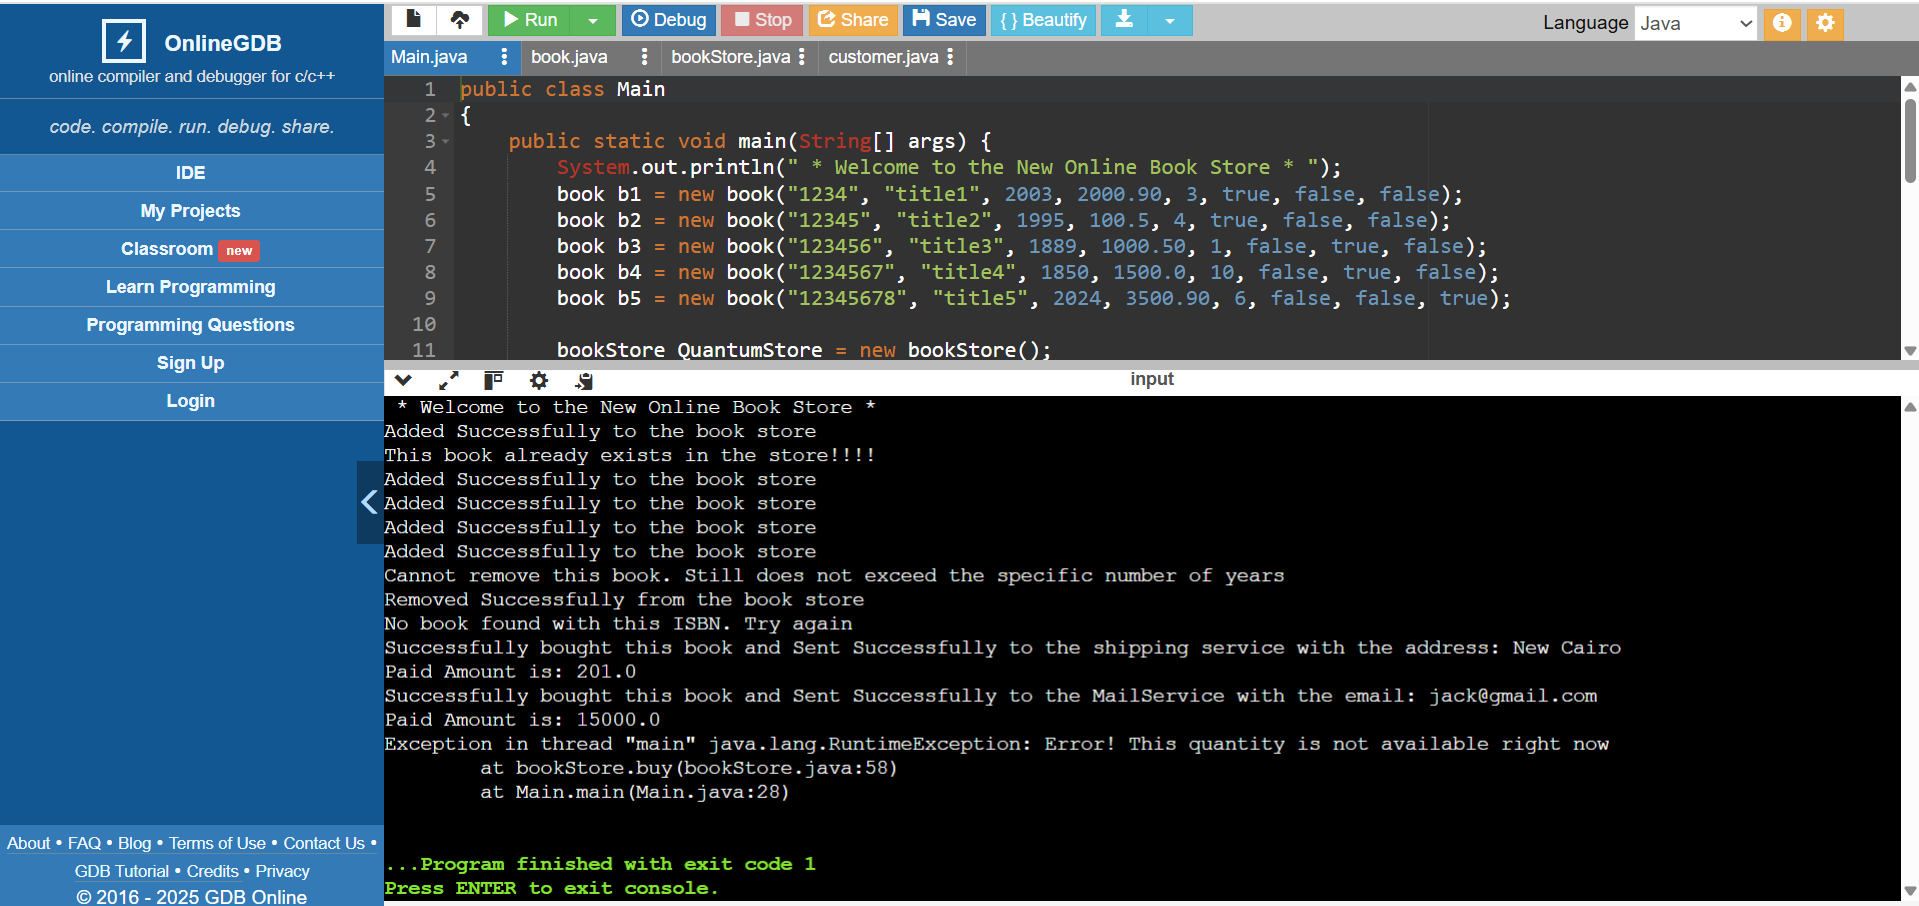 OnlineGDB
online compiler and debugger for c/c++
code. compile. run. debug. share.
IDE
My Projects
Classroom new
Learn Programming
Programming Questions
Sign Up
Login
About • FAQ • Blog • Terms of Use • Contact Us •
GDB Tutorial • Credits • Privacy
© 2016 - 2025 GDB Online
Run Debug Stop Share Save { } Beautify Language Java
Main.java book.java bookStore.java customer.java
1 public class Main
2 {
3     public static void main(String[] args) {
4         System.out.println(" * Welcome to the New Online Book Store * ");
5         book b1 = new book("1234", "title1", 2003, 2000.90, 3, true, false, false);
6         book b2 = new book("12345", "title2", 1995, 100.5, 4, true, false, false);
7         book b3 = new book("123456", "title3", 1889, 1000.50, 1, false, true, false);
8         book b4 = new book("1234567", "title4", 1850, 1500.0, 10, false, true, false);
9         book b5 = new book("12345678", "title5", 2024, 3500.90, 6, false, false, true);
10
11         bookStore QuantumStore = new bookStore();
input
 * Welcome to the New Online Book Store *
Added Successfully to the book store
This book already exists in the store!!!!
Added Successfully to the book store
Added Successfully to the book store
Added Successfully to the book store
Added Successfully to the book store
Cannot remove this book. Still does not exceed the specific number of years
Removed Successfully from the book store
No book found with this ISBN. Try again
Successfully bought this book and Sent Successfully to the shipping service with the address: New Cairo
Paid Amount is: 201.0
Successfully bought this book and Sent Successfully to the MailService with the email: jack@gmail.com
Paid Amount is: 15000.0
Exception in thread "main" java.lang.RuntimeException: Error! This quantity is not available right now
        at bookStore.buy(bookStore.java:58)
        at Main.main(Main.java:28)
...Program finished with exit code 1
Press ENTER to exit console.